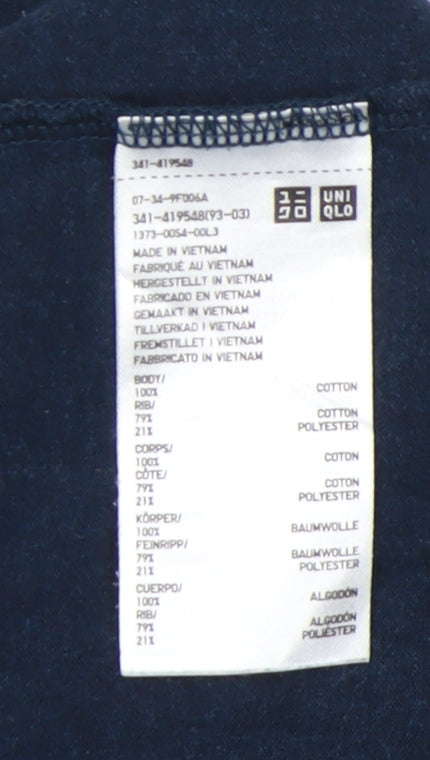 341-419548
07-34-9F006A
341-419548(93-03)
1373-00S4-00L3
ユニ
クロ
UNI
QLO
MADE IN VIETNAM
FABRIQUÉ AU VIETNAM
HERGESTELLT IN VIETNAM
FABRICADO EN VIETNAM
GEMAAKT IN VIETNAM
TILLVERKAD I VIETNAM
FREMSTILLET I VIETNAM
FABBRICATO IN VIETNAM
BODY/
100% COTTON
RIB/
79% COTTON
21% POLYESTER
CORPS/
100% COTON
CÔTE/
79% COTON
21% POLYESTER
KÖRPER/
100% BAUMWOLLE
FEINRIPP/
79% BAUMWOLLE
21% POLYESTER
CUERPO/
100% ALGODÓN
RIB/
79% ALGODÓN
21% POLIÉSTER